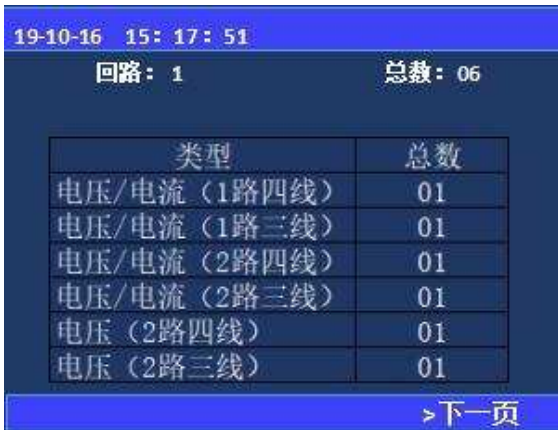 19-10-16 15: 17: 51
回路: 1 总数: 06
类型 总数
电压/电流（1路四线） 01
电压/电流（1路三线） 01
电压/电流（2路四线） 01
电压/电流（2路三线） 01
电压（2路四线） 01
电压（2路三线） 01
>下一页